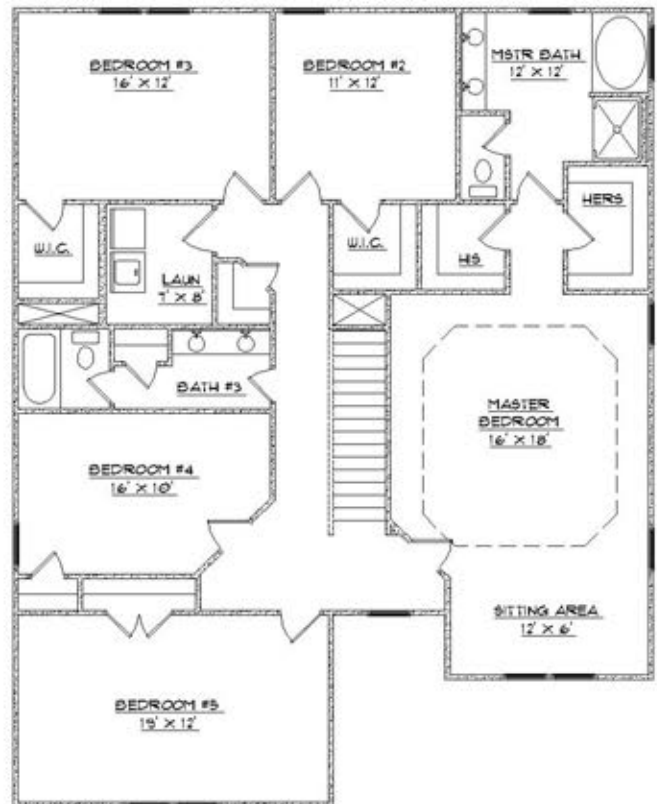 BEDROOM #3
16' X 12'
BEDROOM #2
11' X 12'
MSTR BATH
12' X 12'
W.I.C.
LAUN
7' X 8'
W.I.C.
HIS
HERS
BATH #3
MASTER
BEDROOM
16' X 18'
BEDROOM #4
16' X 10'
SITTING AREA
12' X 6'
BEDROOM #5
19' X 12'